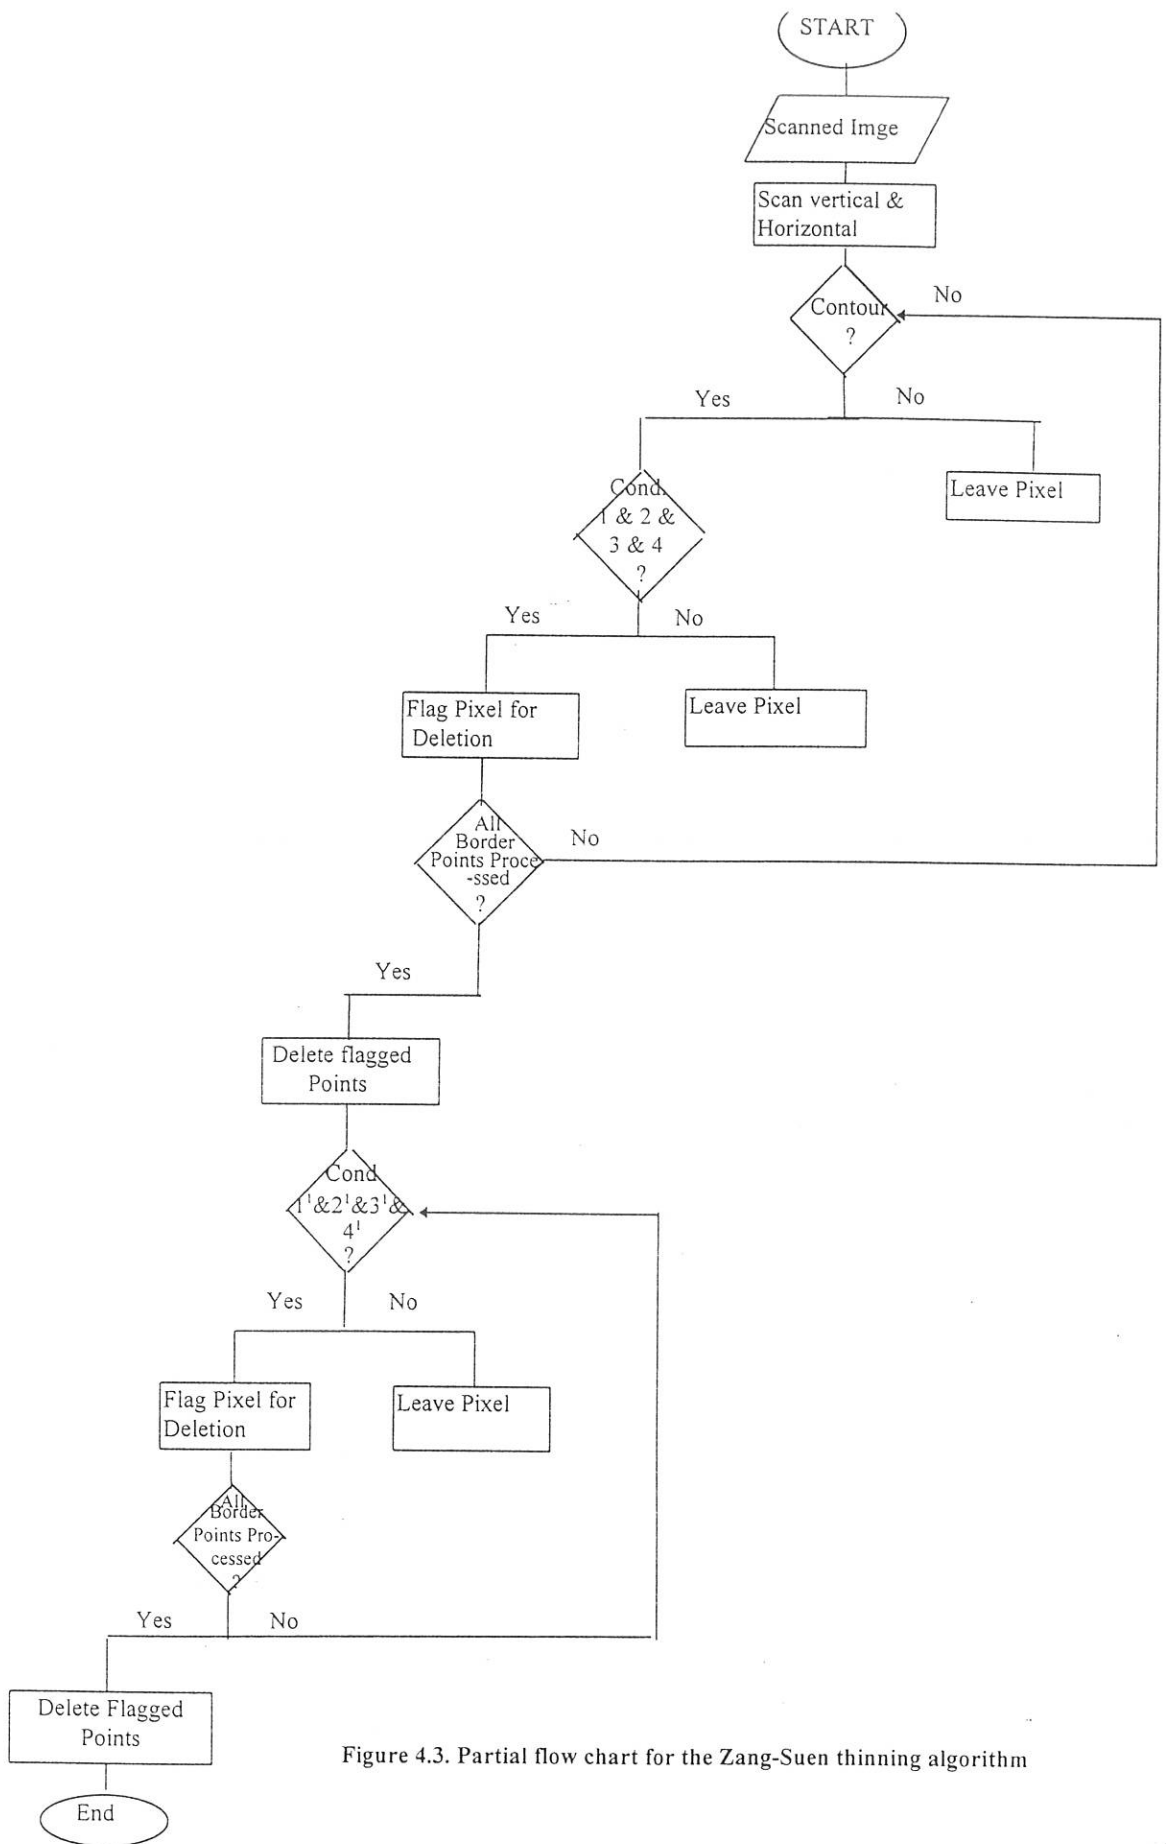 START
Scanned Imge
Scan vertical &
Horizontal
No
Contour
?
Yes
No
Cond.
1 & 2 &
3 & 4
?
Leave Pixel
Yes
No
Flag Pixel for
Deletion
Leave Pixel
All
Border
Points Proce
-ssed
?
No
Yes
Delete flagged
Points
Cond
1¹&2¹&3¹&
4¹
?
Yes
No
Flag Pixel for
Deletion
Leave Pixel
All
Border
Points Pro-
cessed
?
Yes
No
Delete Flagged
Points
Figure 4.3. Partial flow chart for the Zang-Suen thinning algorithm
End